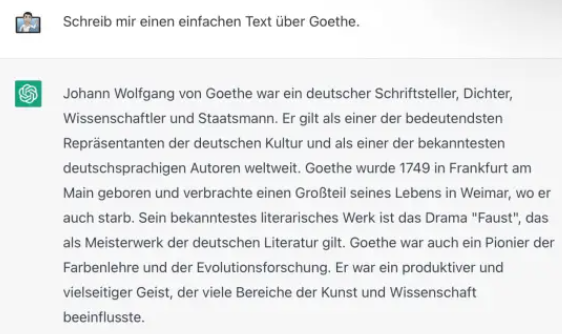 Schreib mir einen einfachen Text über Goethe.
Johann Wolfgang von Goethe war ein deutscher Schriftsteller, Dichter,
Wissenschaftler und Staatsmann. Er gilt als einer der bedeutendsten
Repräsentanten der deutschen Kultur und als einer der bekanntesten
deutschsprachigen Autoren weltweit. Goethe wurde 1749 in Frankfurt am
Main geboren und verbrachte einen Großteil seines Lebens in Weimar, wo er
auch starb. Sein bekanntestes literarisches Werk ist das Drama "Faust", das
als Meisterwerk der deutschen Literatur gilt. Goethe war auch ein Pionier der
Farbenlehre und der Evolutionsforschung. Er war ein produktiver und
vielseitiger Geist, der viele Bereiche der Kunst und Wissenschaft
beeinflusste.